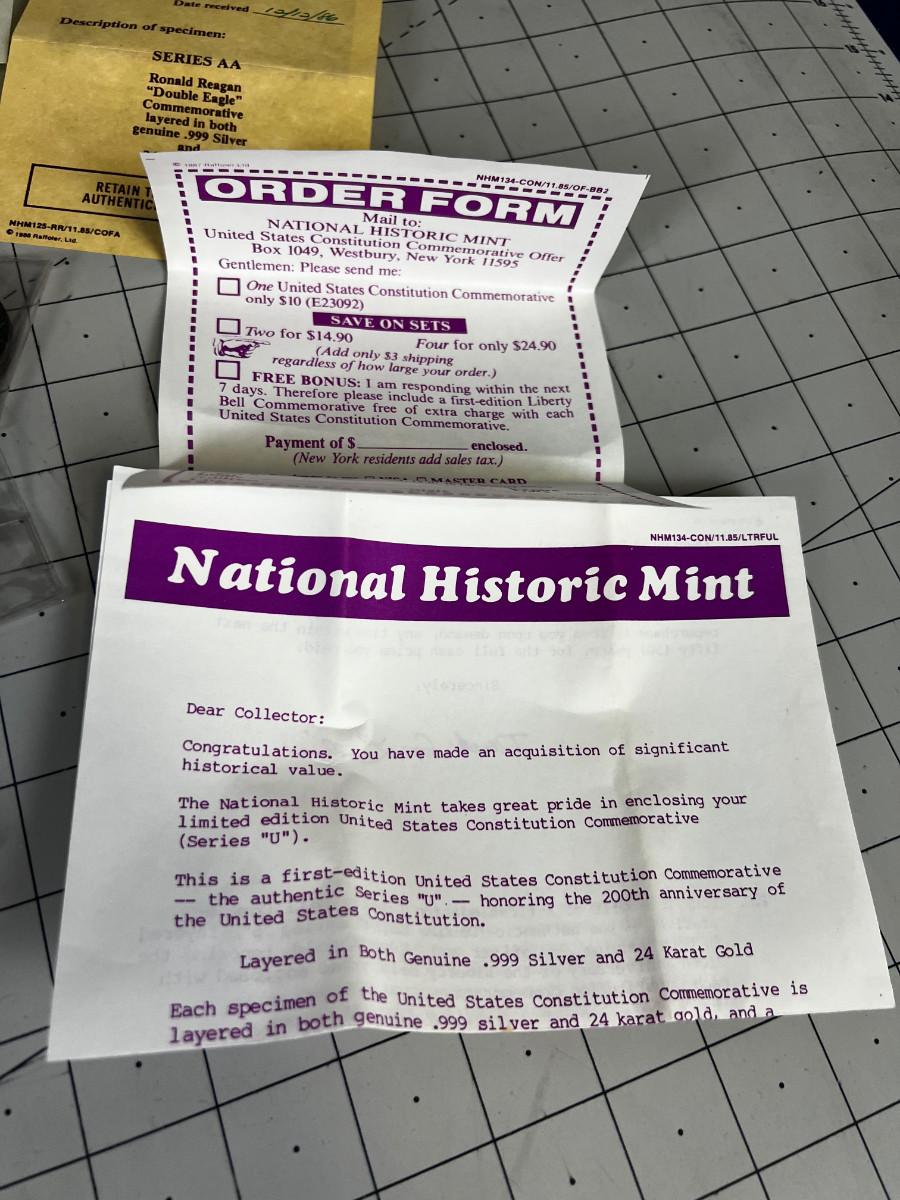 Date received 12/12/86
Description of specimen:
SERIES AA
Ronald Reagan
"Double Eagle"
Commemorative
layered in both
genuine .999 Silver
and
RETAIN
AUTHENTIC
NHM125-RR/11.85/COFA
© 1986 Raffoler, Ltd.
© 1987 Raffoler Ltd
NHM134-CON/11.85/OF-BB2
ORDER FORM
Mail to:
NATIONAL HISTORIC MINT
United States Constitution Commemorative Offer
Box 1049, Westbury, New York 11595
Gentlemen: Please send me:
One United States Constitution Commemorative
only $10 (E23092)
SAVE ON SETS
Two for $14.90 Four for only $24.90
(Add only $3 shipping
regardless of how large your order.)
FREE BONUS: I am responding within the next
7 days. Therefore please include a first-edition Liberty
Bell Commemorative free of extra charge with each
United States Constitution Commemorative.
Payment of $ enclosed.
(New York residents add sales tax.)
VISA MASTER CARD
NHM134-CON/11.85/LTRFUL
National Historic Mint
Dear Collector:
Congratulations. You have made an acquisition of significant
historical value.
The National Historic Mint takes great pride in enclosing your
limited edition United States Constitution Commemorative
(Series "U").
This is a first-edition United States Constitution Commemorative
-- the authentic Series "U" -- honoring the 200th anniversary of
the United States Constitution.
Layered in Both Genuine .999 Silver and 24 Karat Gold
Each specimen of the United States Constitution Commemorative is
layered in both genuine .999 silver and 24 karat gold, and a